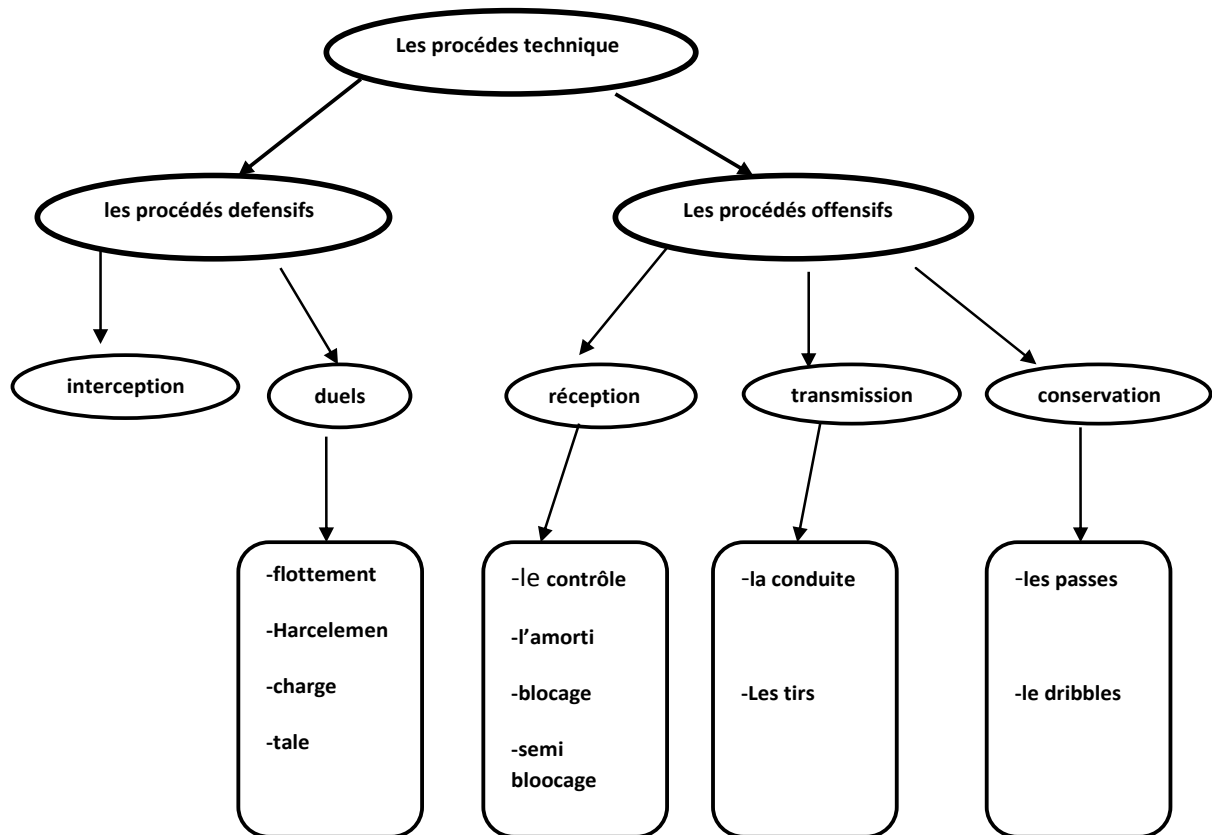 Les procédes technique
les procédés defensifs
Les procédés offensifs
interception
duels
réception
transmission
conservation
-flottement
-Harcelemen
-charge
-tale
-le contrôle
-l’amorti
-blocage
-semi
bloocage
-la conduite
-Les tirs
-les passes
-le dribbles